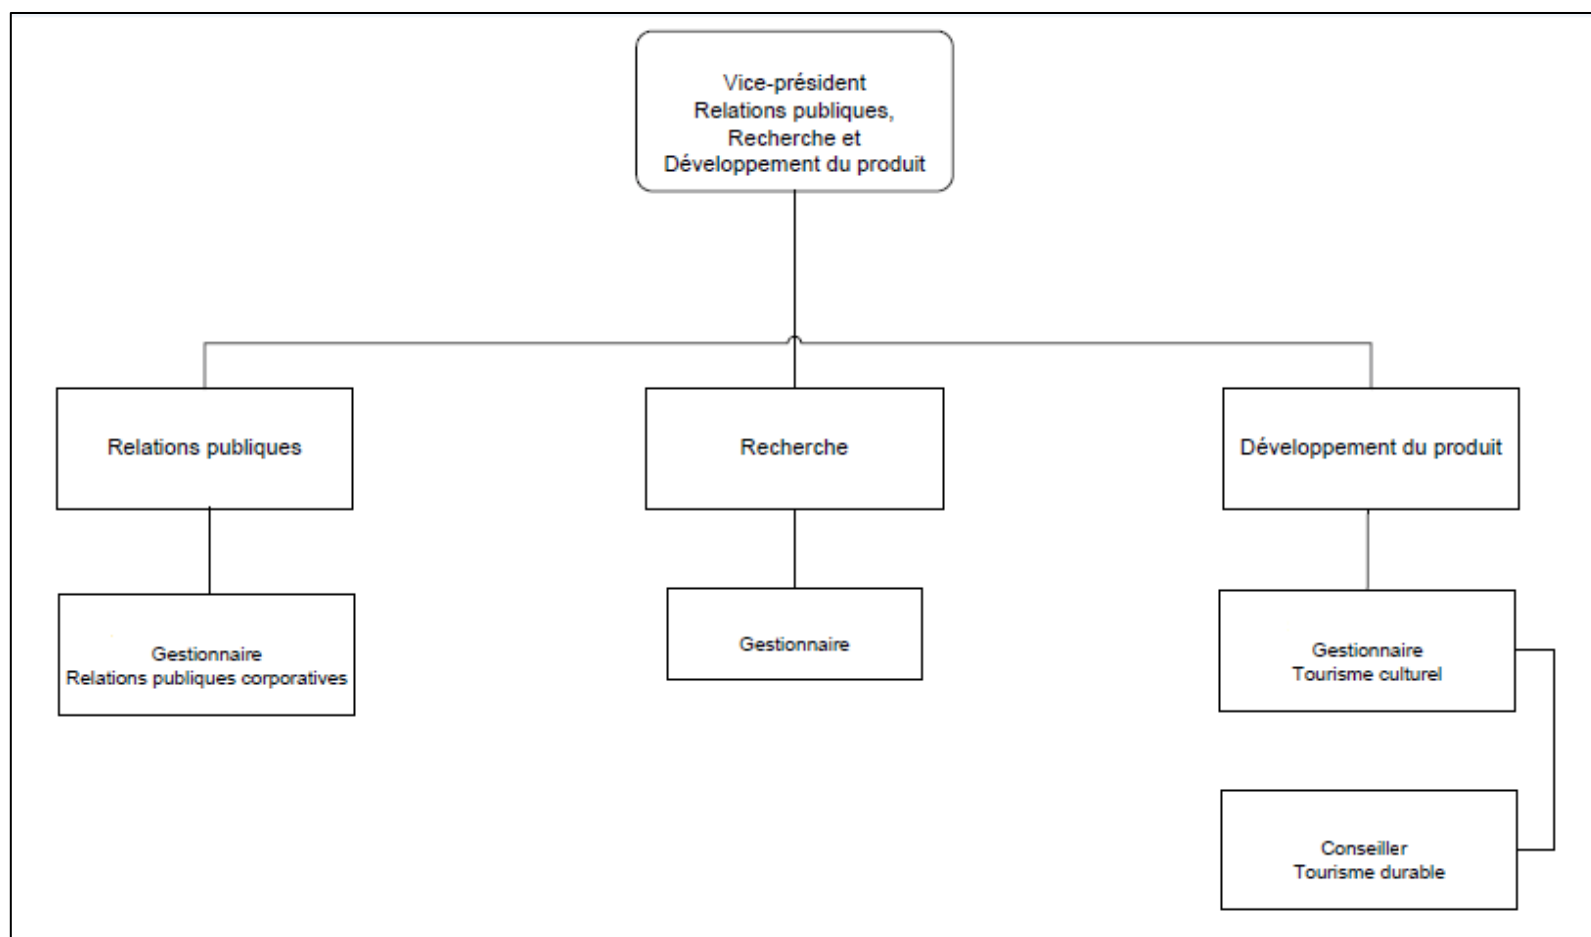 Vice-président
Relations publiques,
Recherche et
Développement du produit
Relations publiques
Recherche
Développement du produit
Gestionnaire
Relations publiques corporatives
Gestionnaire
Gestionnaire
Tourisme culturel
Conseiller
Tourisme durable